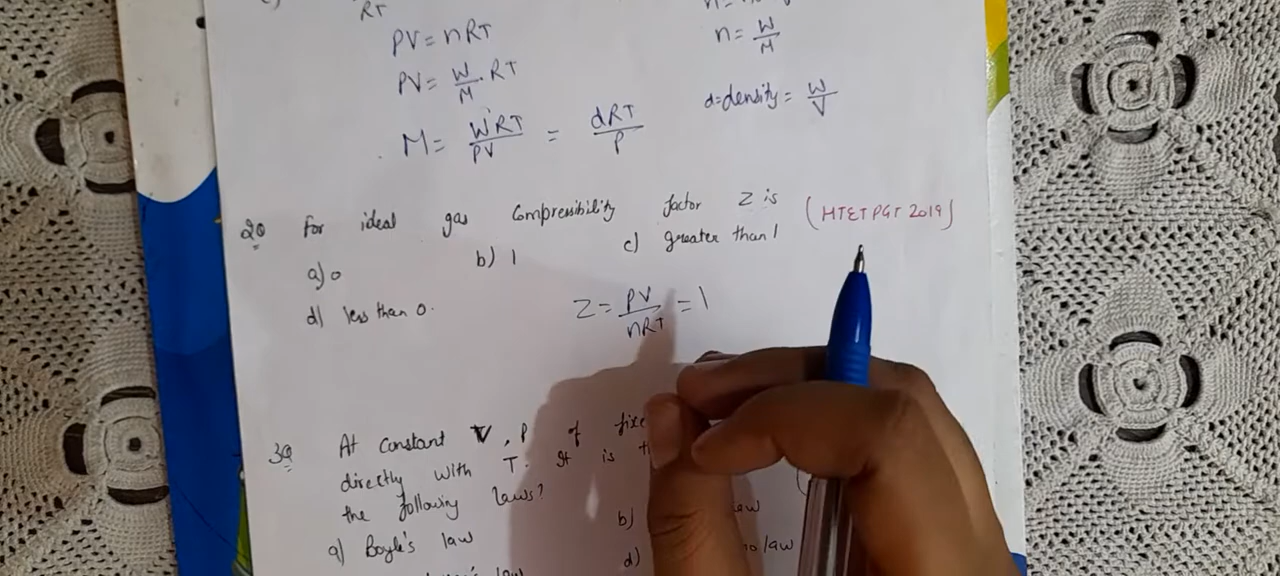 RT
PV = nRT
n = W/M
PV = W/M . RT
d = density = W/V
M = WRT/PV = dRT/P
2Q For ideal gas Compressibility factor Z is (HTET PGT 2019)
a) 0 b) 1 c) greater than 1
d) less than 0.
Z = PV/nRT = 1
3Q At Constant V, P of
directly with T. It is
the following laws?
a) Boyle's law b)
d)